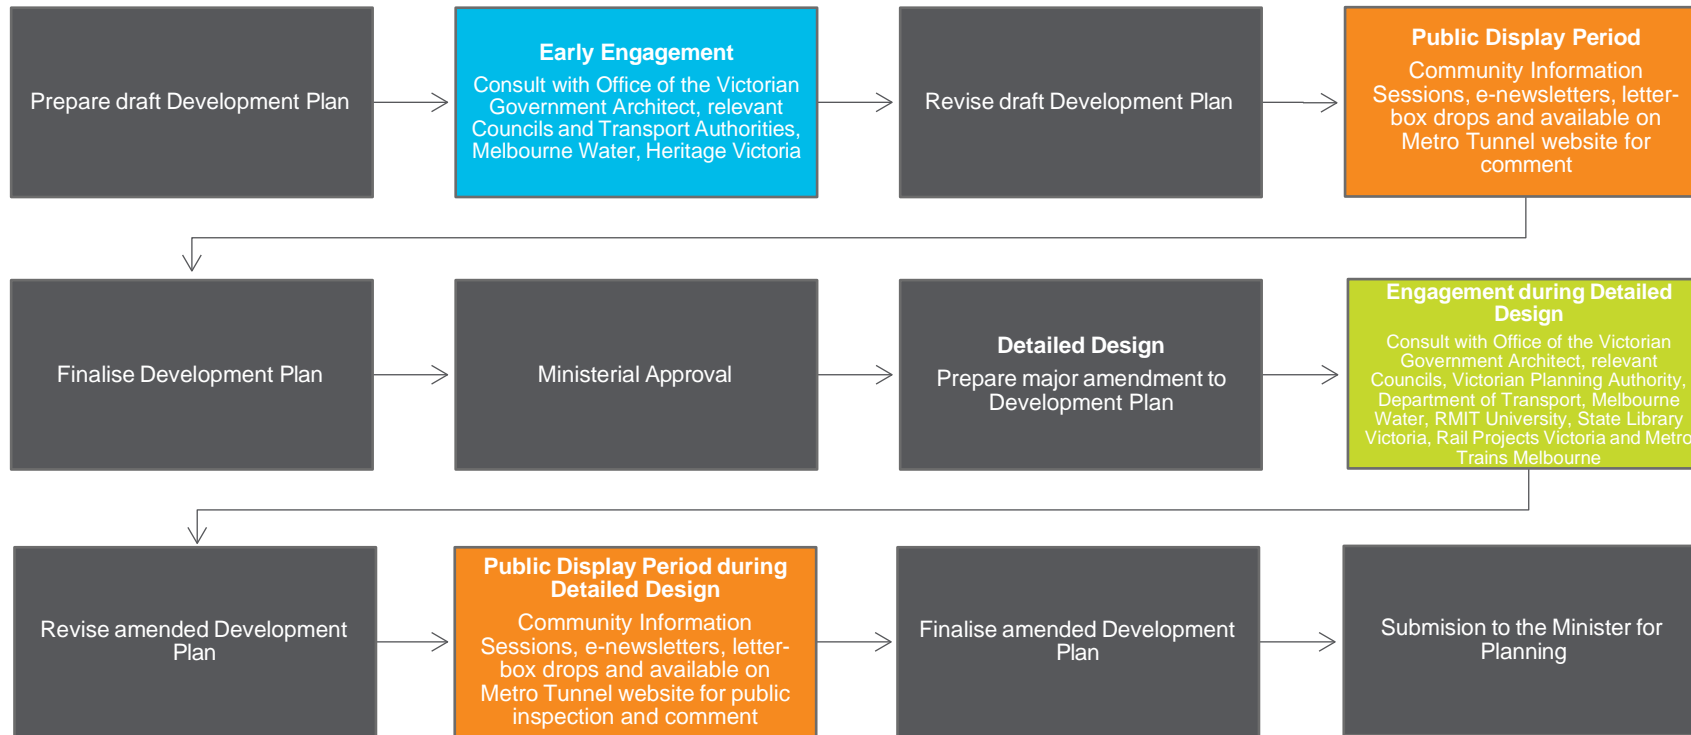 Prepare draft Development Plan
Early Engagement
Consult with Office of the Victorian
Government Architect, relevant
Councils and Transport Authorities,
Melbourne Water, Heritage Victoria
Revise draft Development Plan
Public Display Period
Community Information
Sessions, e-newsletters, letter-
box drops and available on
Metro Tunnel website for
comment
Finalise Development Plan
Ministerial Approval
Detailed Design
Prepare major amendment to
Development Plan
Engagement during Detailed
Design
Consult with Office of the Victorian
Government Architect, relevant
Councils, Victorian Planning Authority,
Department of Transport, Melbourne
Water, RMIT University, State Library
Victoria, Rail Projects Victoria and Metro
Trains Melbourne
Revise amended Development
Plan
Public Display Period during
Detailed Design
Community Information
Sessions, e-newsletters, letter-
box drops and available on
Metro Tunnel website for public
inspection and comment
Finalise amended Development
Plan
Submision to the Minister for
Planning